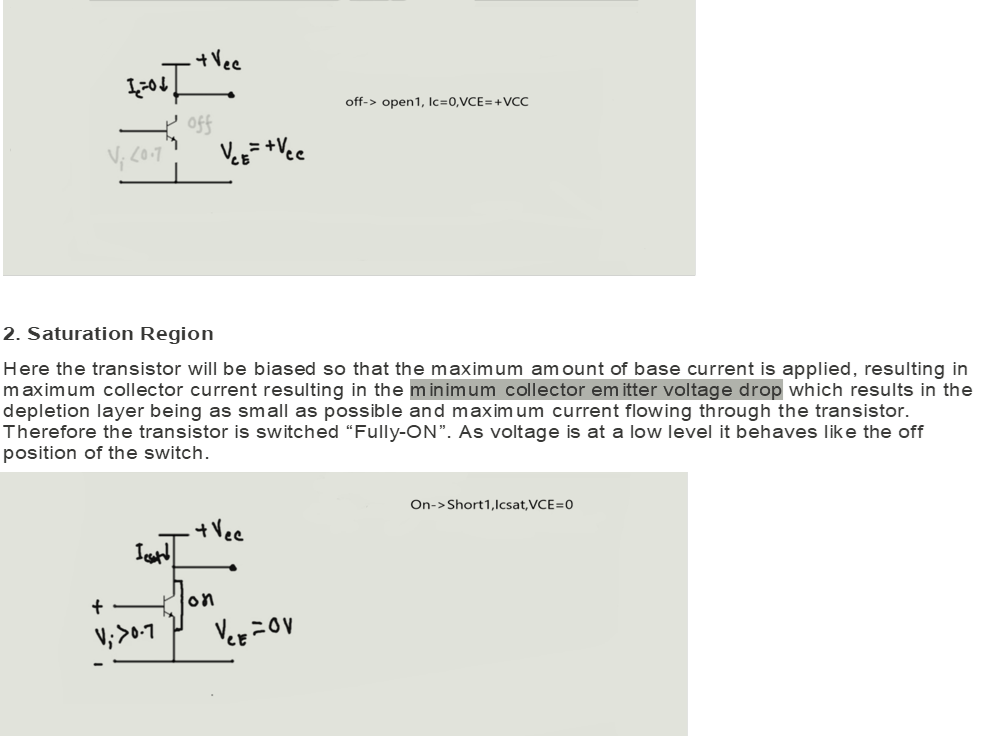 +Vcc
Ic=0↓
off-> open1, Ic=0,VCE=+VCC
off
Vi <0.7
VCE = +Vcc
2. Saturation Region
Here the transistor will be biased so that the maximum amount of base current is applied, resulting in
maximum collector current resulting in the minimum collector emitter voltage drop which results in the
depletion layer being as small as possible and maximum current flowing through the transistor.
Therefore the transistor is switched “Fully-ON”. As voltage is at a low level it behaves like the off
position of the switch.
On->Short1,Icsat,VCE=0
+Vcc
Icsat↓
+
on
Vi>0.7
VCE =0V
-